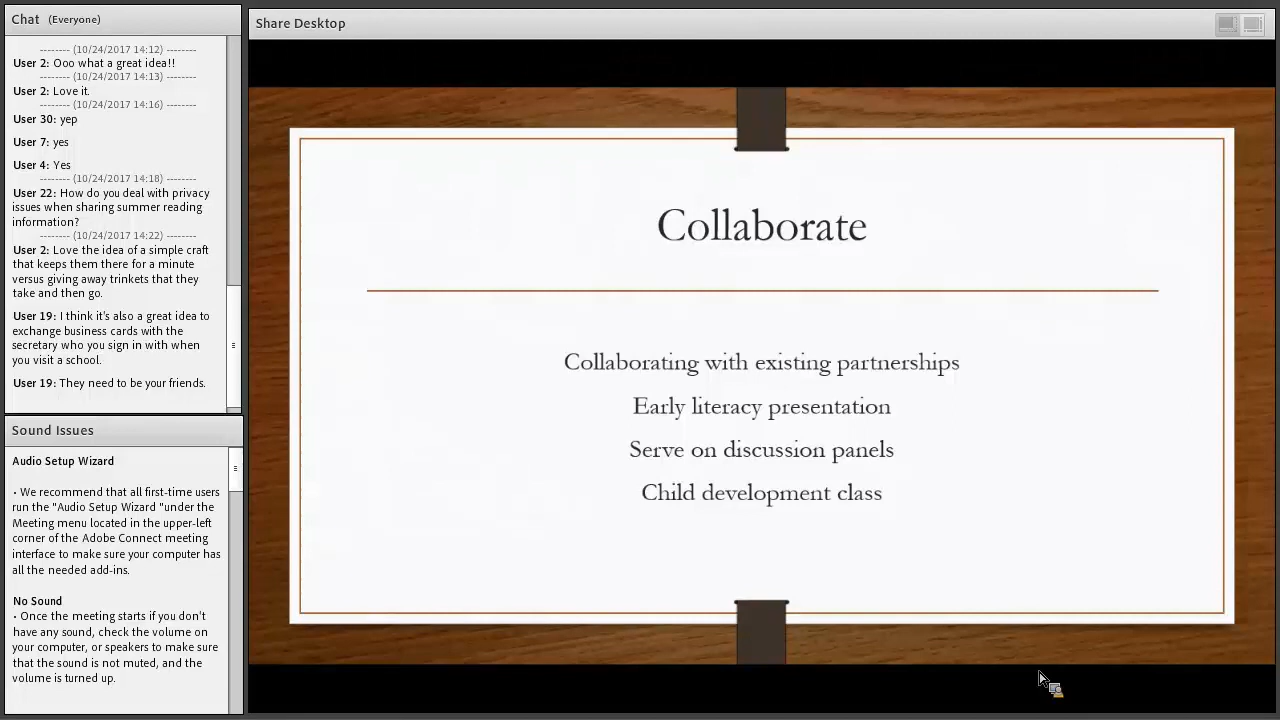 Chat (Everyone)
-------- (10/24/2017 14:12) --------
User 2: Ooo what a great idea!!
-------- (10/24/2017 14:13) --------
User 2: Love it.
-------- (10/24/2017 14:16) --------
User 30: yep
User 7: yes
User 4: Yes
-------- (10/24/2017 14:18) --------
User 22: How do you deal with privacy
issues when sharing summer reading
information?
-------- (10/24/2017 14:22) --------
User 2: Love the idea of a simple craft
that keeps them there for a minute
versus giving away trinkets that they
take and then go.
User 19: I think it's also a great idea to
exchange business cards with the
secretary who you sign in with when
you visit a school.
User 19: They need to be your friends.
Sound Issues
Audio Setup Wizard
• We recommend that all first-time users
run the "Audio Setup Wizard "under the
Meeting menu located in the upper-left
corner of the Adobe Connect meeting
interface to make sure your computer has
all the needed add-ins.
No Sound
• Once the meeting starts if you don't
have any sound, check the volume on
your computer, or speakers to make sure
that the sound is not muted, and the
volume is turned up.
Share Desktop
Collaborate
Collaborating with existing partnerships
Early literacy presentation
Serve on discussion panels
Child development class